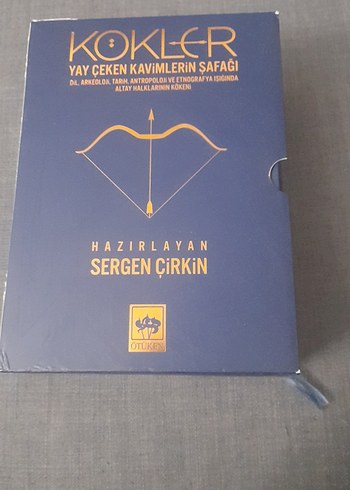 KÖKLER
YAY ÇEKEN KAVİMLERİN ŞAFAĞI
DİL, ARKEOLOJİ, TARİH, ANTROPOLOJİ VE ETNOGRAFYA IŞIĞINDA
ALTAY HALKLARININ KÖKENİ
HAZIRLAYAN
SERGEN ÇİRKİN
ÖTÜKEN